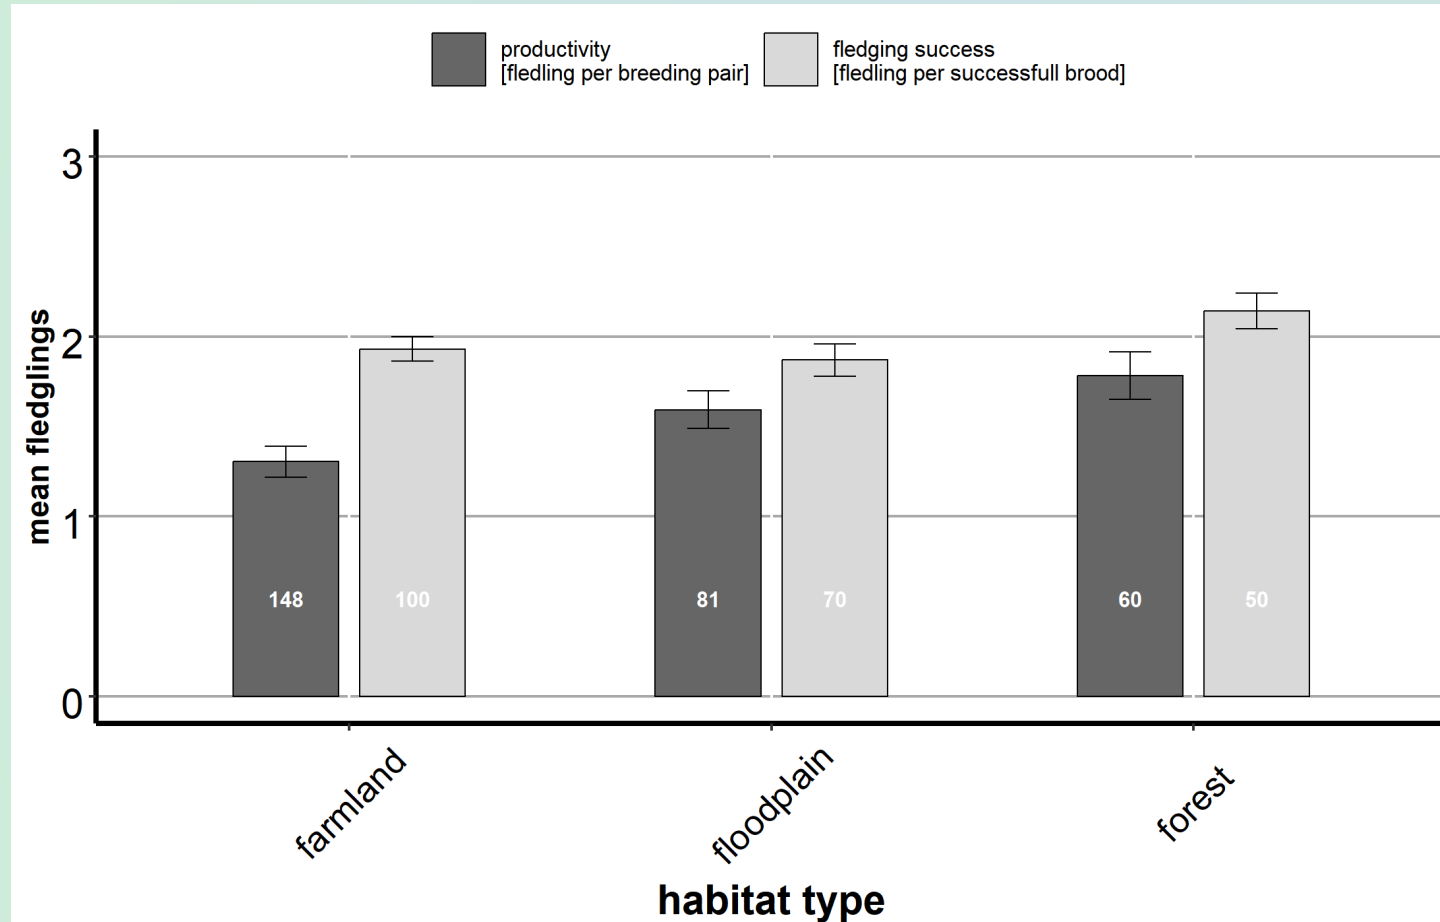 productivity
[fledling per breeding pair]
fledging success
[fledling per successfull brood]
3
2
1
0
mean fledglings
148
100
81
70
60
50
farmland
floodplain
forest
habitat type